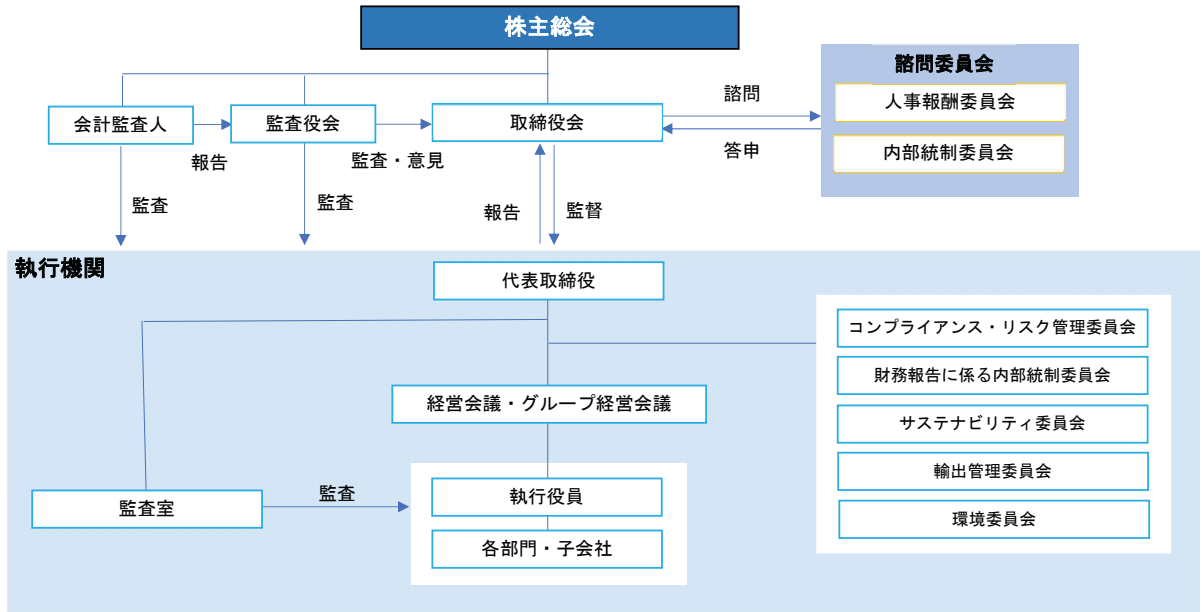 株主総会
諮問委員会
人事報酬委員会
内部統制委員会
諮問
答申
会計監査人
監査役会
取締役会
報告
監査・意見
監査
監査
報告
監督
執行機関
代表取締役
コンプライアンス・リスク管理委員会
財務報告に係る内部統制委員会
サステナビリティ委員会
輸出管理委員会
環境委員会
経営会議・グループ経営会議
監査室
監査
執行役員
各部門・子会社